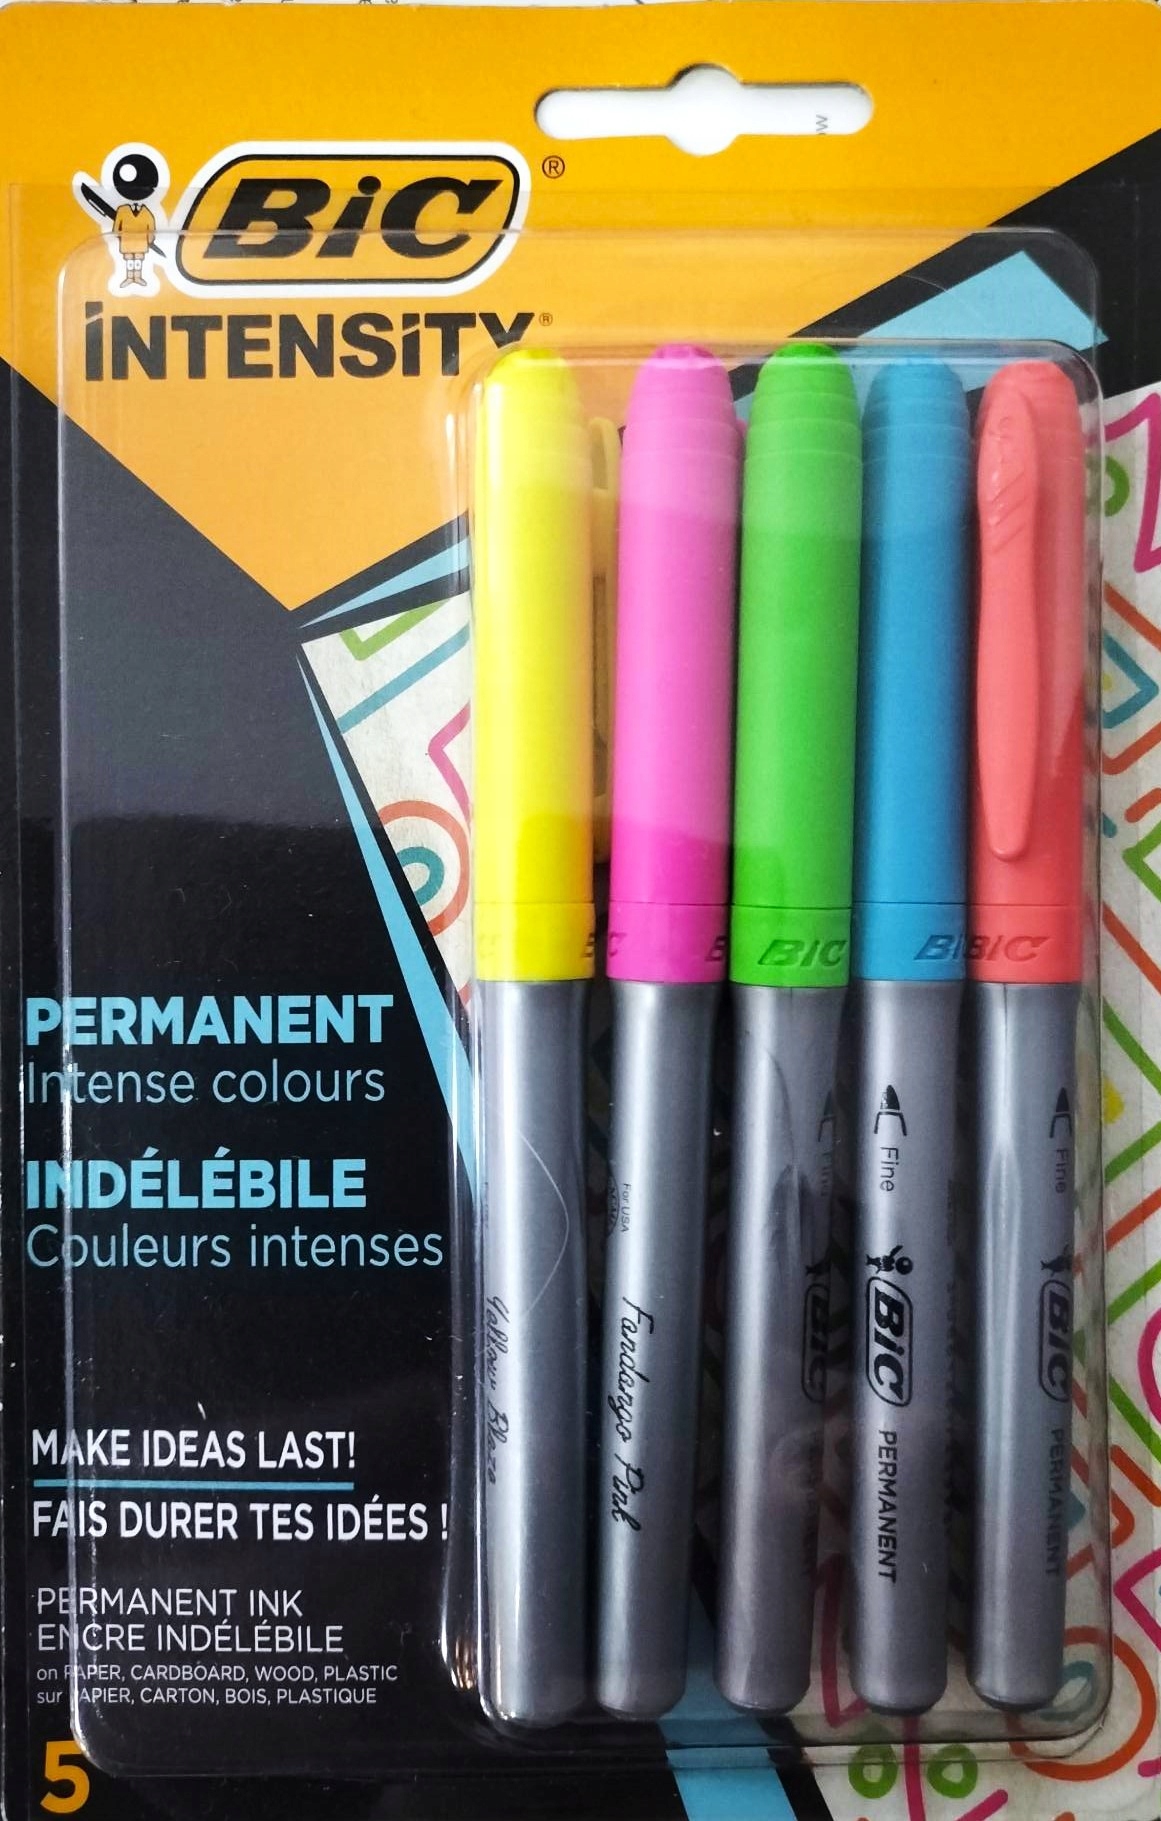 BiC®
iNTENSiTY®
PERMANENT
Intense colours
INDÉLÉBILE
Couleurs intenses
MAKE IDEAS LAST!
FAIS DURER TES IDÉES !
PERMANENT INK
ENCRE INDÉLÉBILE
on PAPER, CARDBOARD, WOOD, PLASTIC
sur PAPIER, CARTON, BOIS, PLASTIQUE
5
BIC
BIC
Yellow Blaze
For USA
Fandango Pink
Fine
BiC
Fine
BiC
PERMANENT
Fine
BiC
PERMANENT